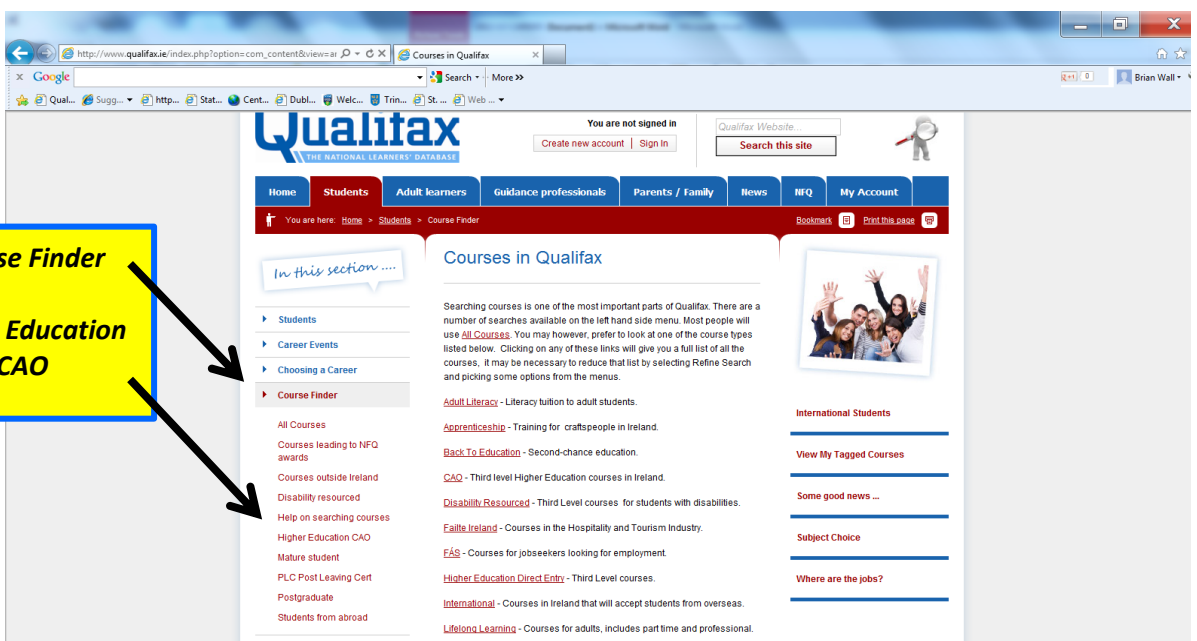 http://www.qualifax.ie/index.php?option=com_content&view=ar
Courses in Qualifax
x Google
Search
More >>
Brian Wall
Qual...
Sugg...
http...
Stat...
Cent...
Dubl...
Welc...
Trin...
St. ...
Web ...
Qualifax
THE NATIONAL LEARNERS' DATABASE
You are not signed in
Create new account | Sign In
Qualifax Website...
Search this site
Home
Students
Adult learners
Guidance professionals
Parents / Family
News
NFQ
My Account
You are here: Home > Students > Course Finder
Bookmark
Print this page
Finder
Education
CAO
In this section ....
Students
Career Events
Choosing a Career
Course Finder
All Courses
Courses leading to NFQ
awards
Courses outside Ireland
Disability resourced
Help on searching courses
Higher Education CAO
Mature student
PLC Post Leaving Cert
Postgraduate
Students from abroad
Courses in Qualifax
Searching courses is one of the most important parts of Qualifax. There are a
number of searches available on the left hand side menu. Most people will
use All Courses. You may however, prefer to look at one of the course types
listed below. Clicking on any of these links will give you a full list of all the
courses, it may be necessary to reduce that list by selecting Refine Search
and picking some options from the menus.
Adult Literacy - Literacy tuition to adult students.
Apprenticeship - Training for craftspeople in Ireland.
Back To Education - Second-chance education.
CAO - Third level Higher Education courses in Ireland.
Disability Resourced - Third Level courses for students with disabilities.
Failte Ireland - Courses in the Hospitality and Tourism Industry.
FÁS - Courses for jobseekers looking for employment.
Higher Education Direct Entry - Third Level courses.
International - Courses in Ireland that will accept students from overseas.
Lifelong Learning - Courses for adults, includes part time and professional.
International Students
View My Tagged Courses
Some good news ...
Subject Choice
Where are the jobs?